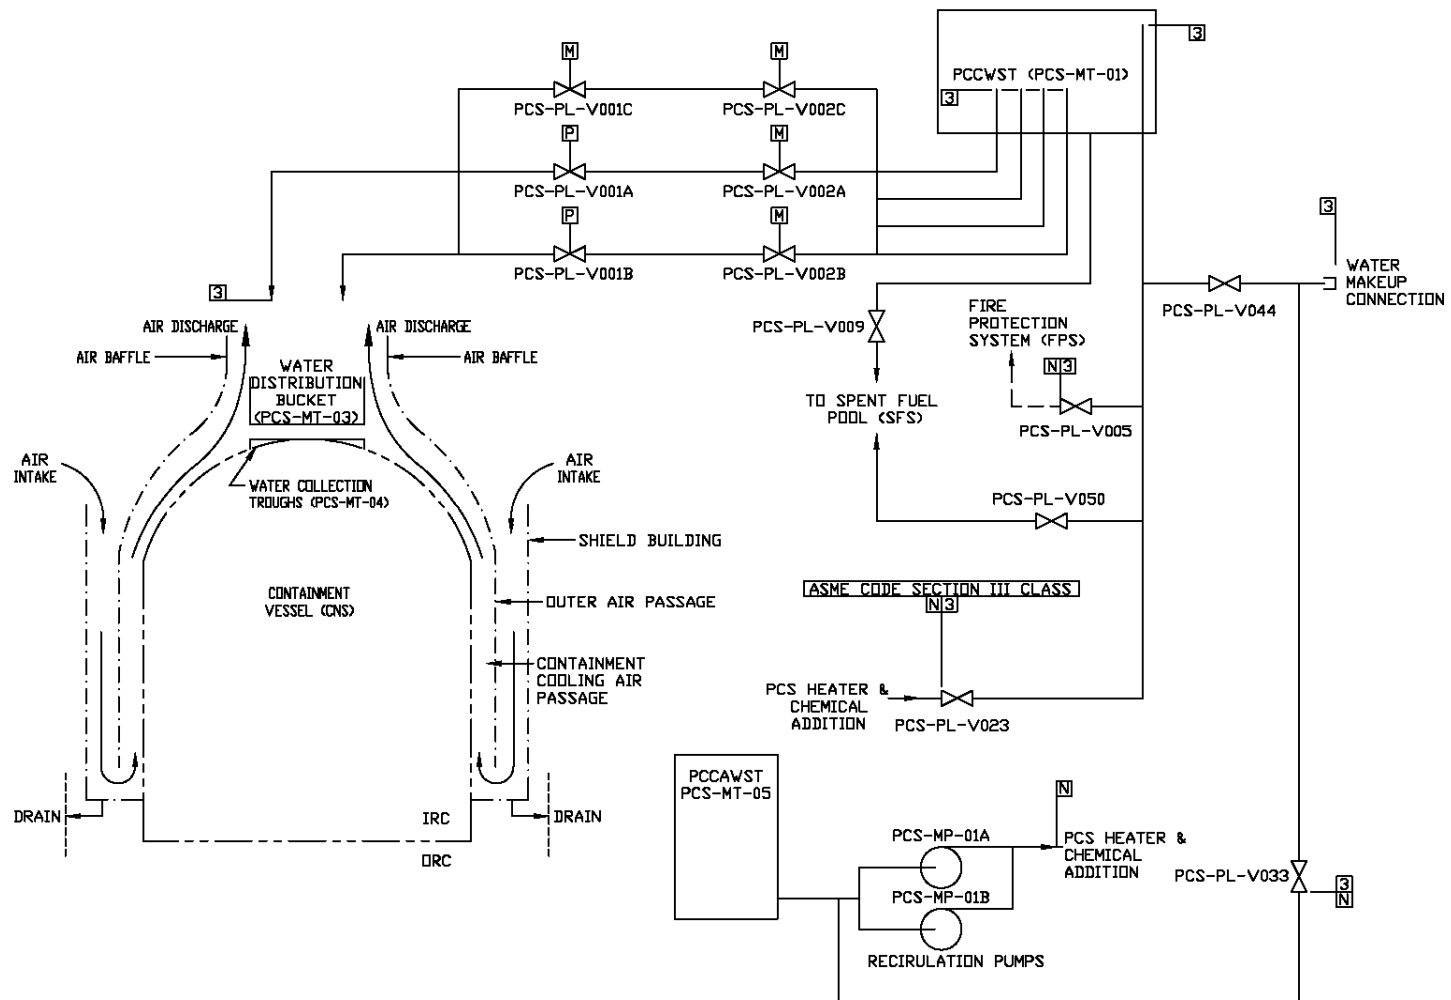 M
M
3
PCCWST (PCS-MT-01)
3
PCS-PL-V001C
PCS-PL-V002C
P
M
PCS-PL-V001A
PCS-PL-V002A
P
M
PCS-PL-V001B
PCS-PL-V002B
3
3
WATER
MAKEUP
CONNECTION
PCS-PL-V044
AIR DISCHARGE
AIR DISCHARGE
AIR BAFFLE
AIR BAFFLE
WATER
DISTRIBUTION
BUCKET
(PCS-MT-03)
PCS-PL-V009
FIRE
PROTECTION
SYSTEM (FPS)
N 3
PCS-PL-V005
TO SPENT FUEL
POOL (SFS)
AIR
INTAKE
WATER COLLECTION
TROUGHS (PCS-MT-04)
AIR
INTAKE
PCS-PL-V050
SHIELD BUILDING
CONTAINMENT
VESSEL (CNS)
OUTER AIR PASSAGE
ASME CODE SECTION III CLASS
N 3
CONTAINMENT
COOLING AIR
PASSAGE
PCS HEATER &
CHEMICAL
ADDITION
PCS-PL-V023
PCCAWST
PCS-MT-05
DRAIN
IRC
ORC
DRAIN
PCS-MP-01A
N
PCS HEATER &
CHEMICAL
ADDITION
PCS-MP-01B
RECIRULATION PUMPS
PCS-PL-V033
3
N